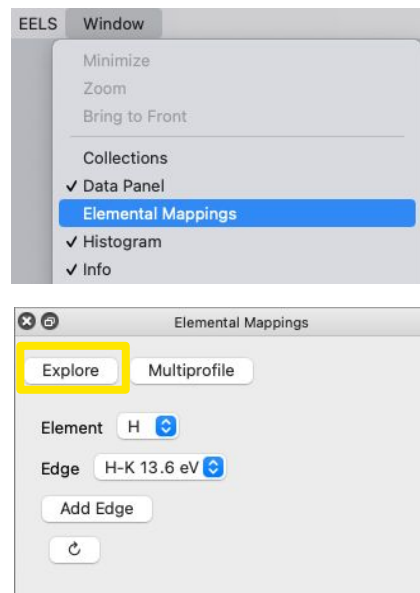 EELS Window
Minimize
Zoom
Bring to Front
Collections
✓ Data Panel
Elemental Mappings
✓ Histogram
✓ Info
Elemental Mappings
Explore Multiprofile
Element H
Edge H-K 13.6 eV
Add Edge